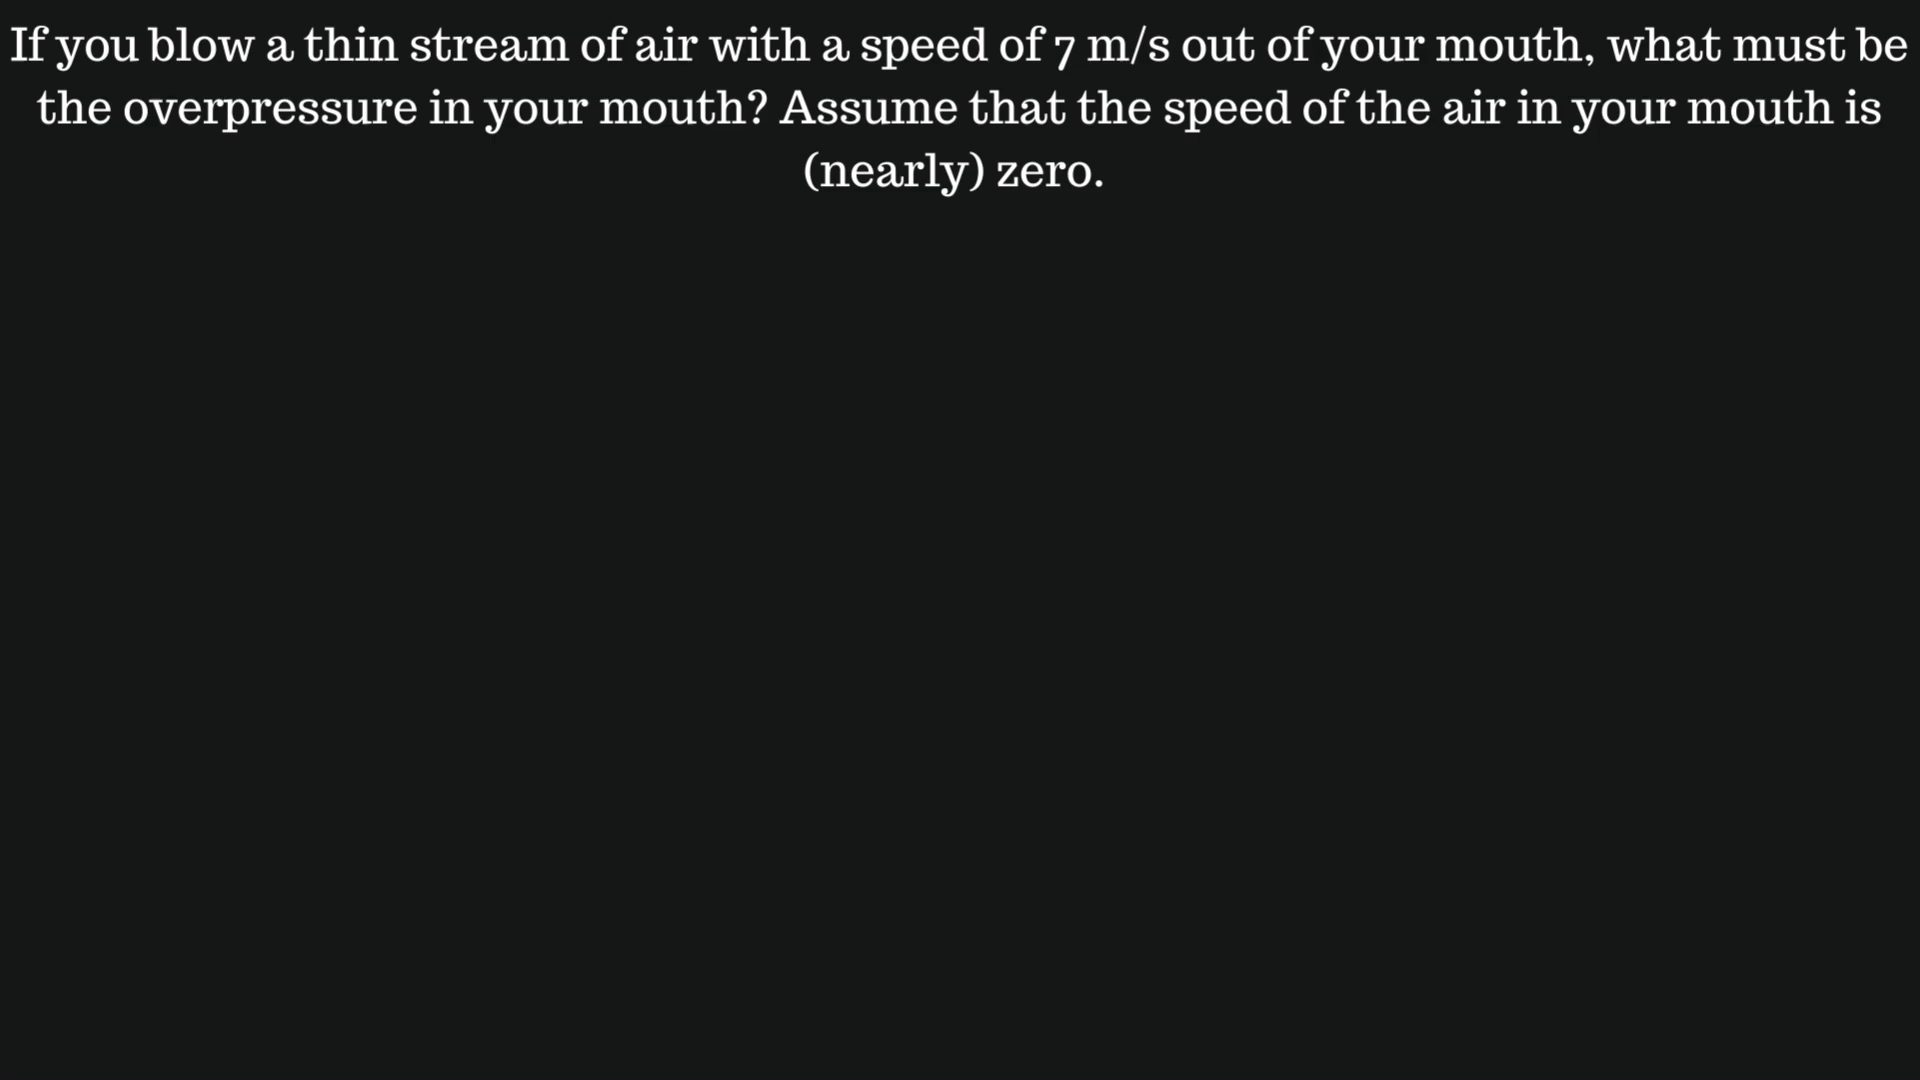 If you blow a thin stream of air with a speed of 7 m/s out of your mouth, what must be
the overpressure in your mouth? Assume that the speed of the air in your mouth is
(nearly) zero.